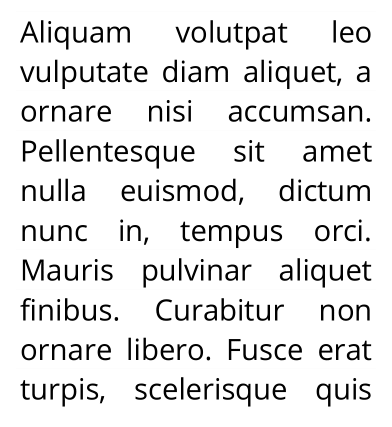 Aliquam volutpat leo
vulputate diam aliquet, a
ornare nisi accumsan.
Pellentesque sit amet
nulla euismod, dictum
nunc in, tempus orci.
Mauris pulvinar aliquet
finibus. Curabitur non
ornare libero. Fusce erat
turpis, scelerisque quis